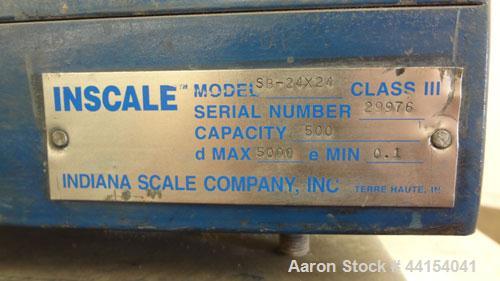 INSCALE™ MODEL SB-24X24 CLASS III
SERIAL NUMBER 29976
CAPACITY 500
d MAX 5000 e MIN 0.1
INDIANA SCALE COMPANY, INC TERRE HAUTE, IN
Aaron Stock# 44154041